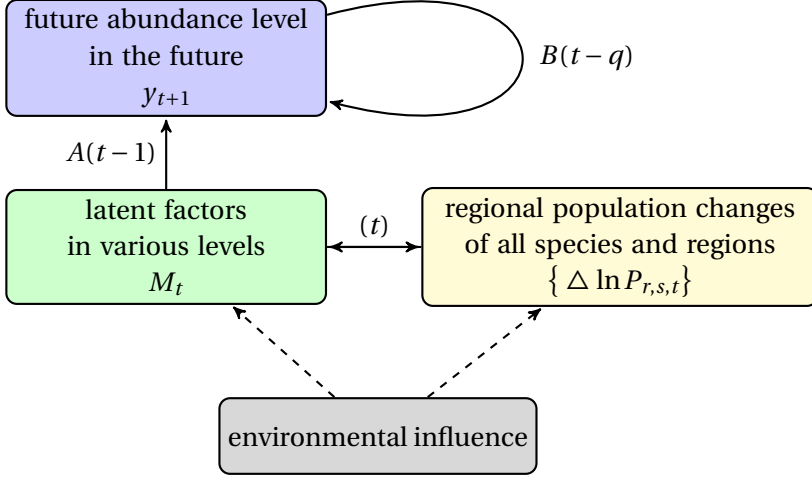 future abundance level
in the future
y_{t+1}
B(t − q)
A(t − 1)
latent factors
in various levels
M_t
(t)
regional population changes
of all species and regions
{ △ ln P_{r,s,t}}
environmental influence